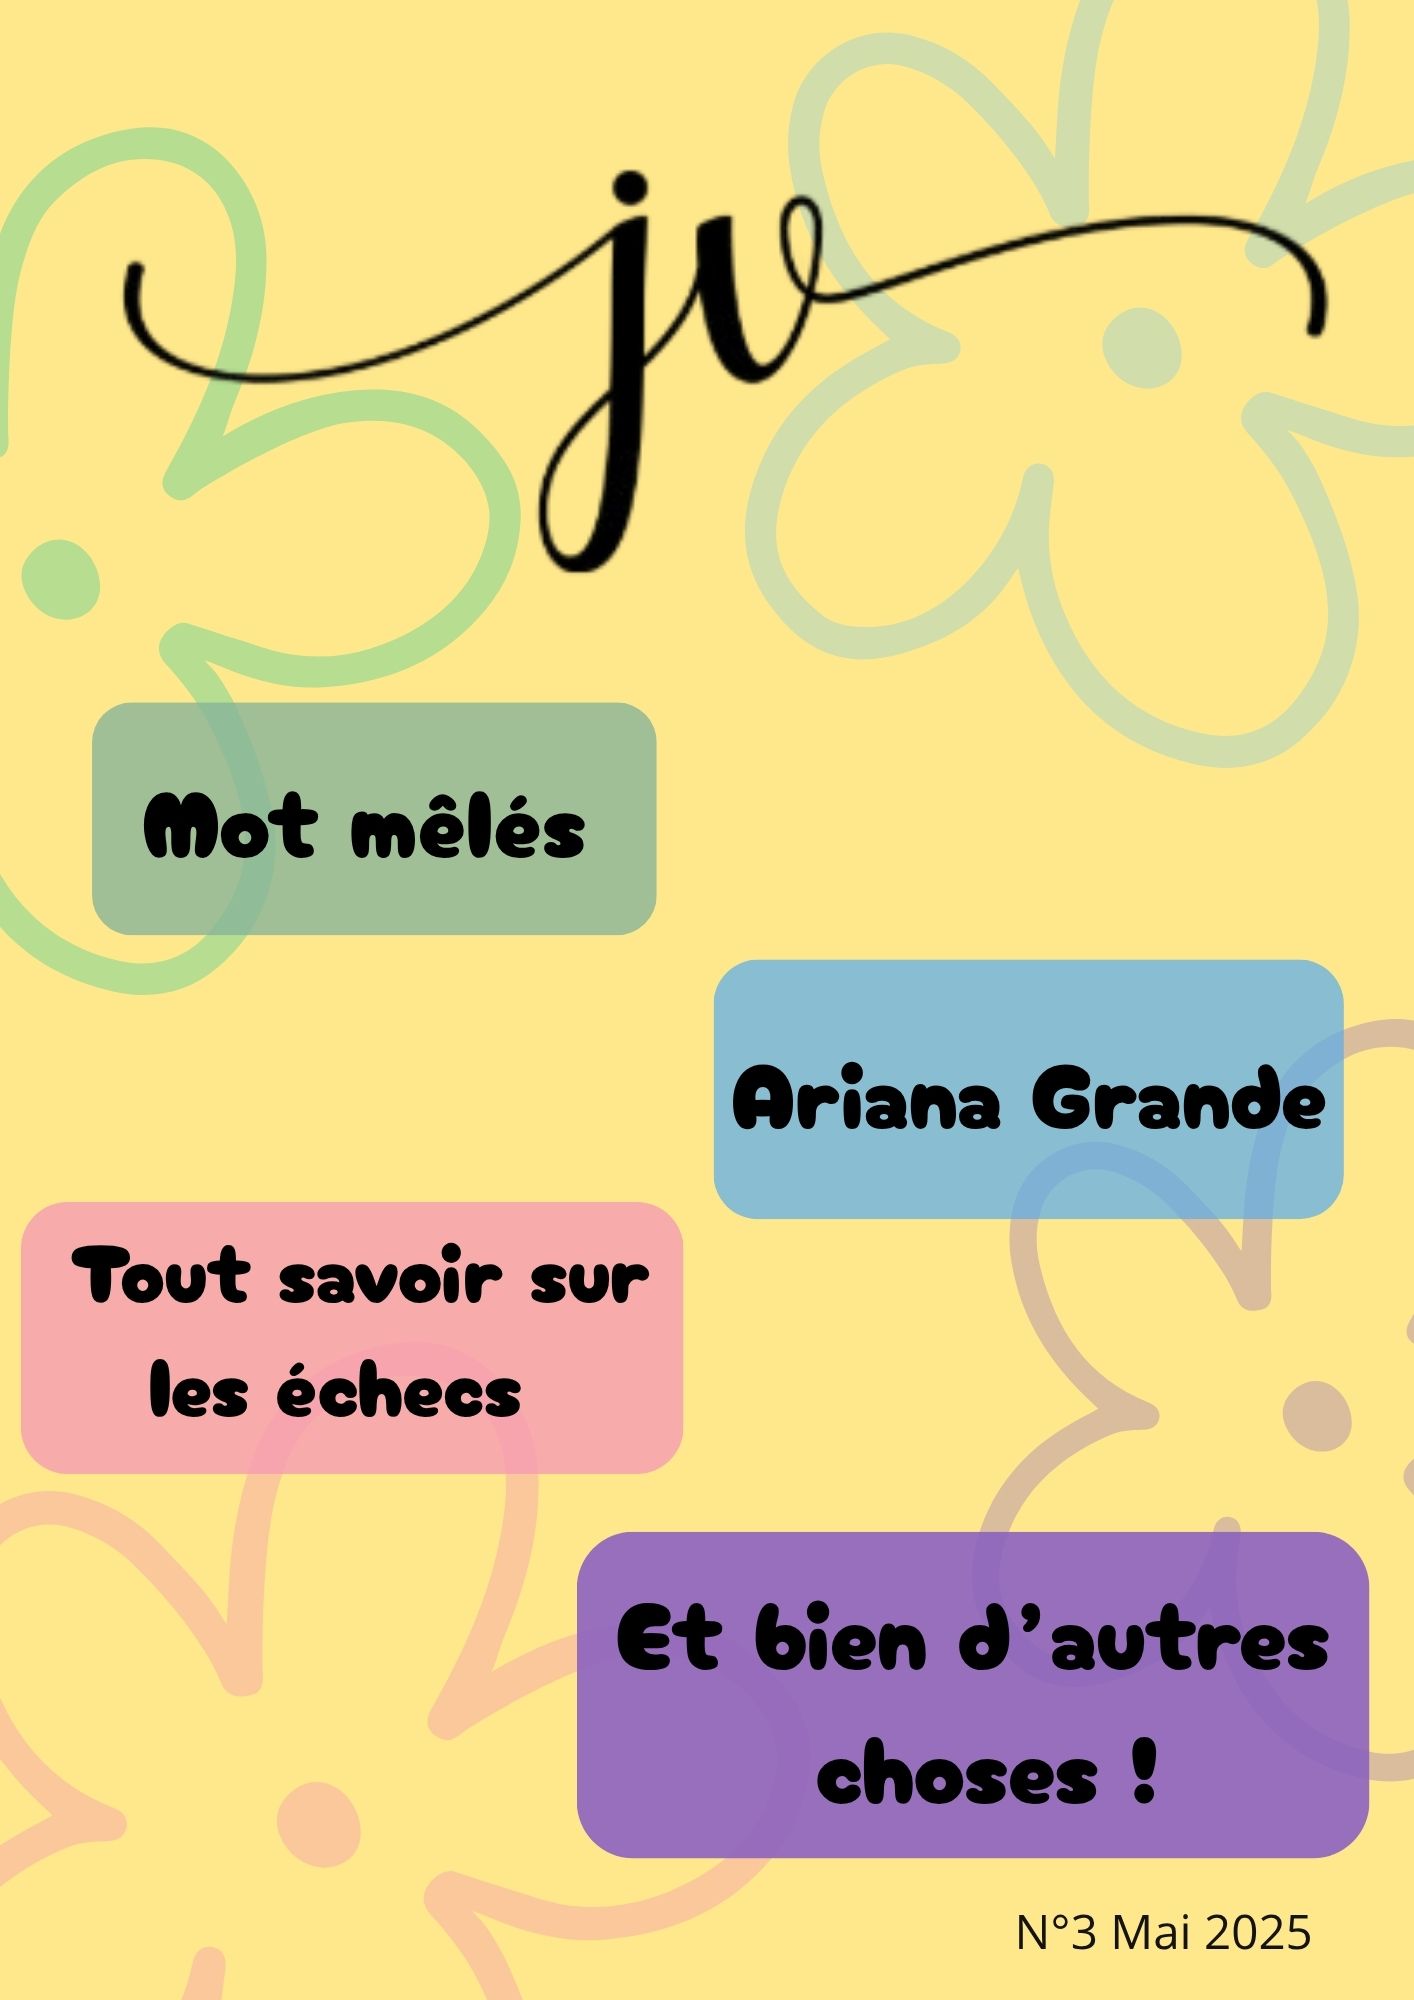 jv
Mot mêlés
Ariana Grande
Tout savoir sur
les échecs
Et bien d’autres
choses !
N°3 Mai 2025